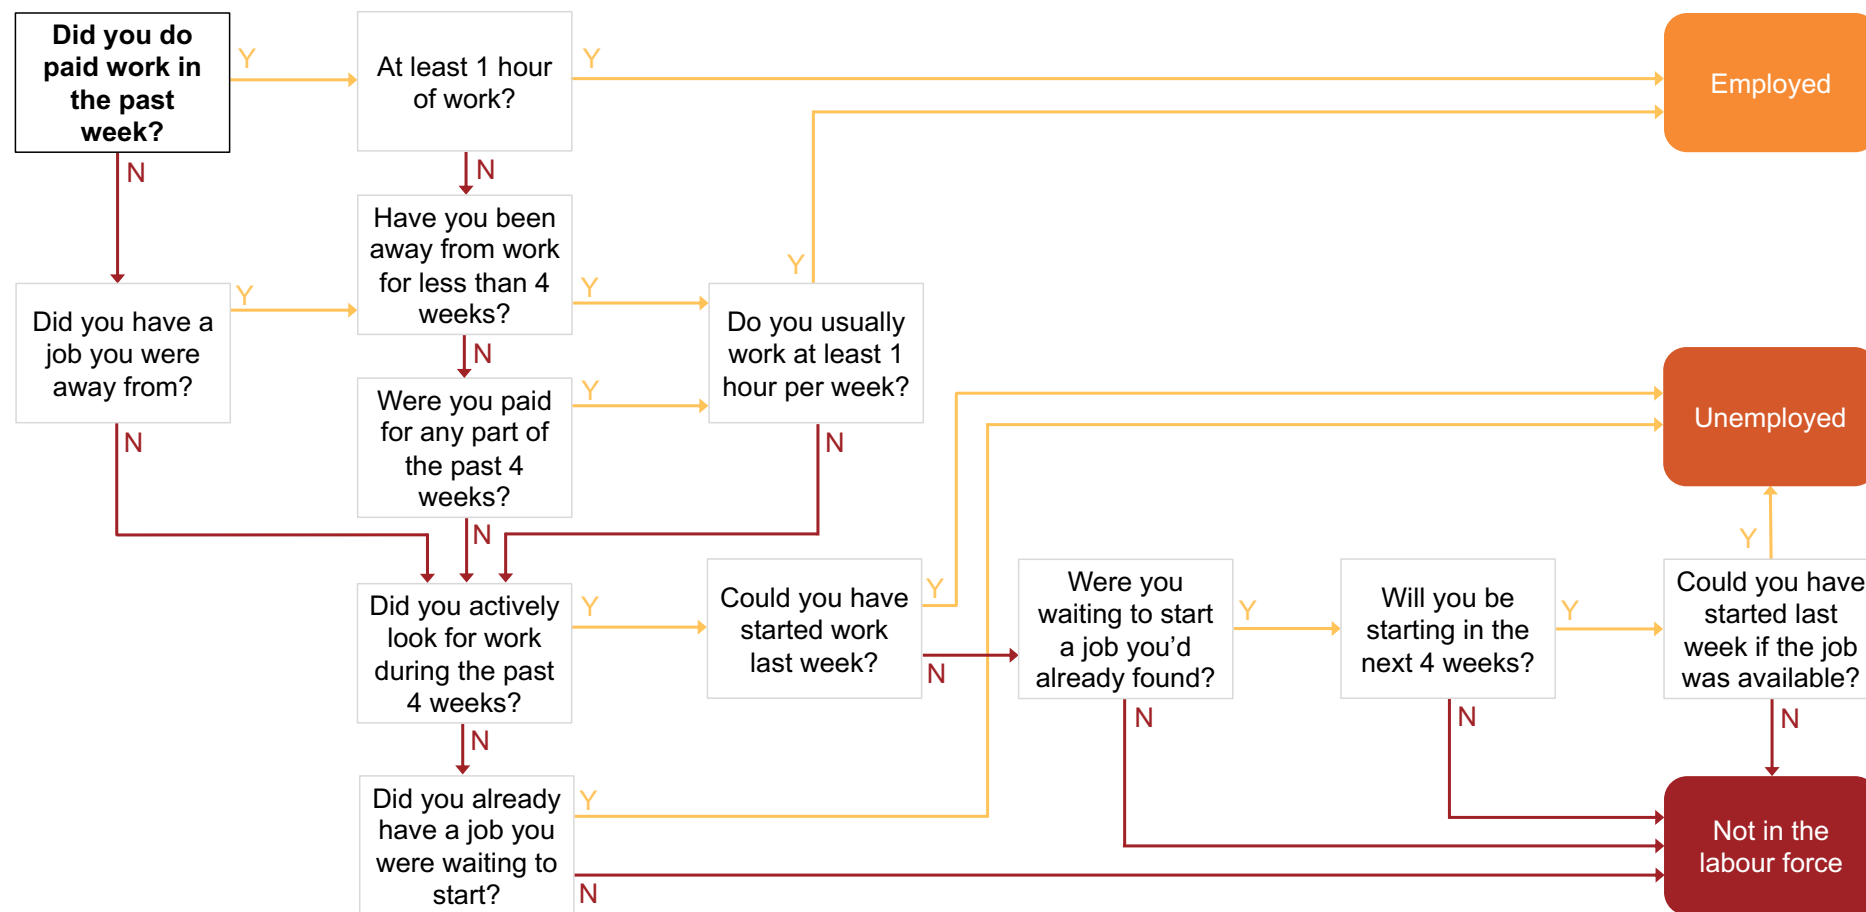 Did you do
paid work in
the past
week?
Y
N
At least 1 hour
of work?
Y
N
Employed
Have you been
away from work
for less than 4
weeks?
Y
N
Did you have a
job you were
away from?
Y
N
Do you usually
work at least 1
hour per week?
Y
N
Were you paid
for any part of
the past 4
weeks?
Y
N
Unemployed
Did you actively
look for work
during the past
4 weeks?
Y
N
Could you have
started work
last week?
Y
N
Were you
waiting to start
a job you’d
already found?
Y
N
Will you be
starting in the
next 4 weeks?
Y
N
Could you have
started last
week if the job
was available?
Y
N
Did you already
have a job you
were waiting to
start?
Y
N
Not in the
labour force